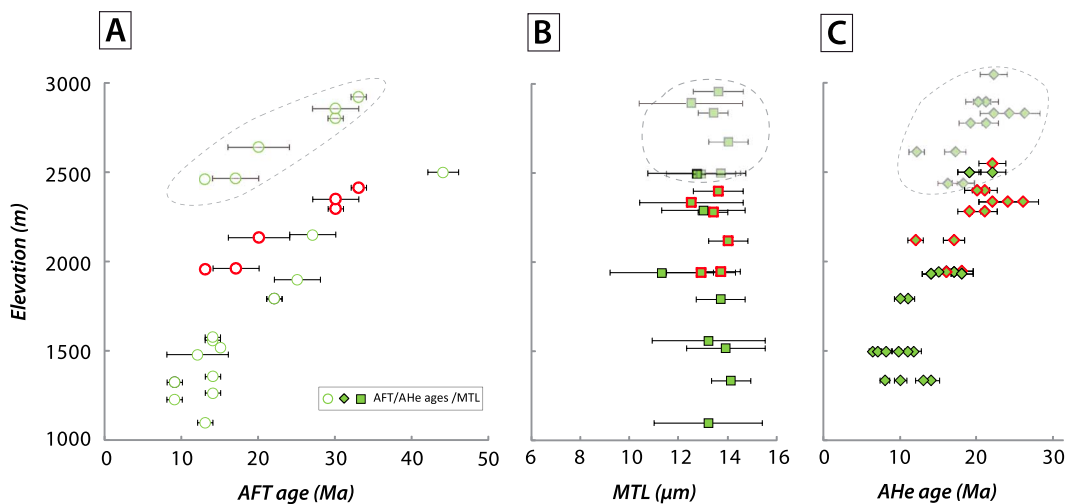 A
B
C
Elevation (m)
3000
2500
2000
1500
1000
AFT/AHe ages /MTL
10 20 30 40 50
6 8 10 12 14 16
0 10 20 30
AFT age (Ma)
MTL (µm)
AHe age (Ma)